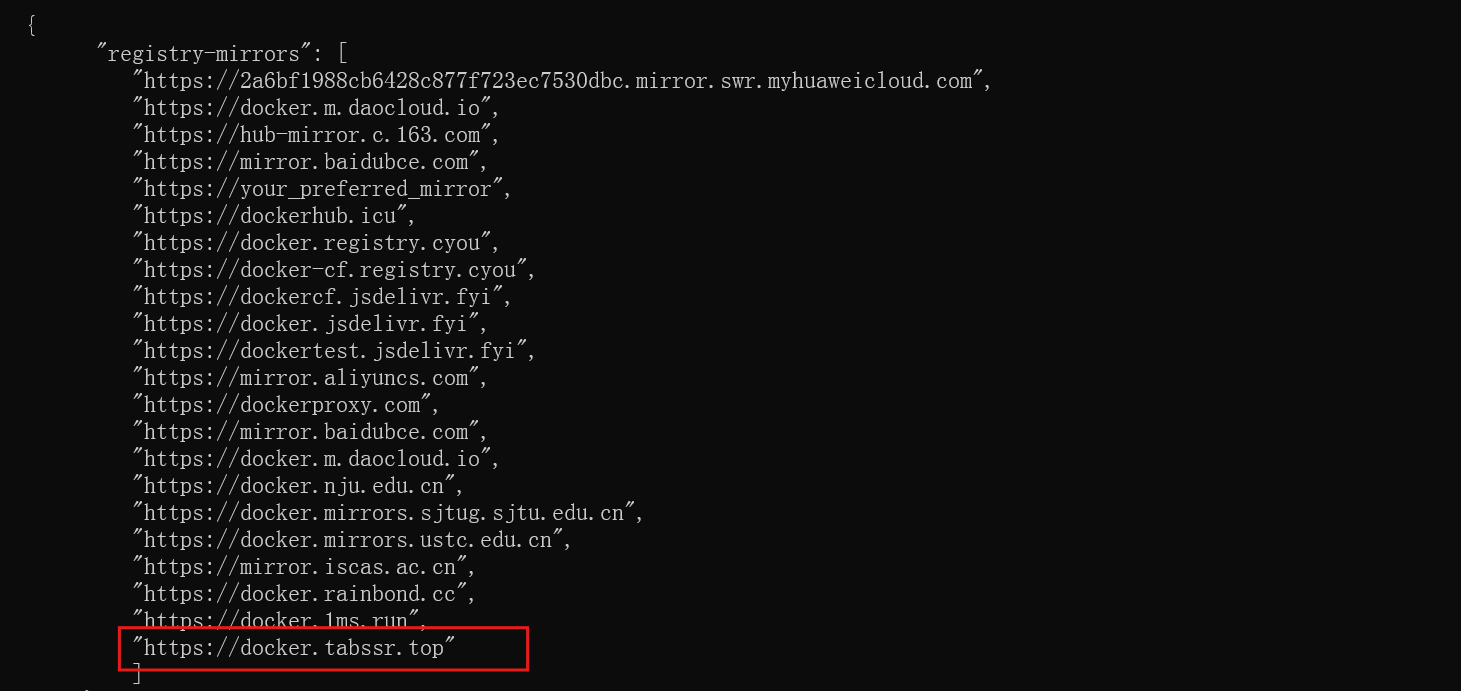 {
"registry-mirrors": [
"https://2a6bf1988cb6428c877f723ec7530dbc.mirror.swr.myhuaweicloud.com",
"https://docker.m.daocloud.io",
"https://hub-mirror.c.163.com",
"https://mirror.baidubce.com",
"https://your_preferred_mirror",
"https://dockerhub.icu",
"https://docker.registry.cyou",
"https://docker-cf.registry.cyou",
"https://dockercf.jsdelivr.fyi",
"https://docker.jsdelivr.fyi",
"https://dockertest.jsdelivr.fyi",
"https://mirror.aliyuncs.com",
"https://dockerproxy.com",
"https://mirror.baidubce.com",
"https://docker.m.daocloud.io",
"https://docker.nju.edu.cn",
"https://docker.mirrors.sjtug.sjtu.edu.cn",
"https://docker.mirrors.ustc.edu.cn",
"https://mirror.iscas.ac.cn",
"https://docker.rainbond.cc",
"https://docker.1ms.run",
"https://docker.tabssr.top"
]